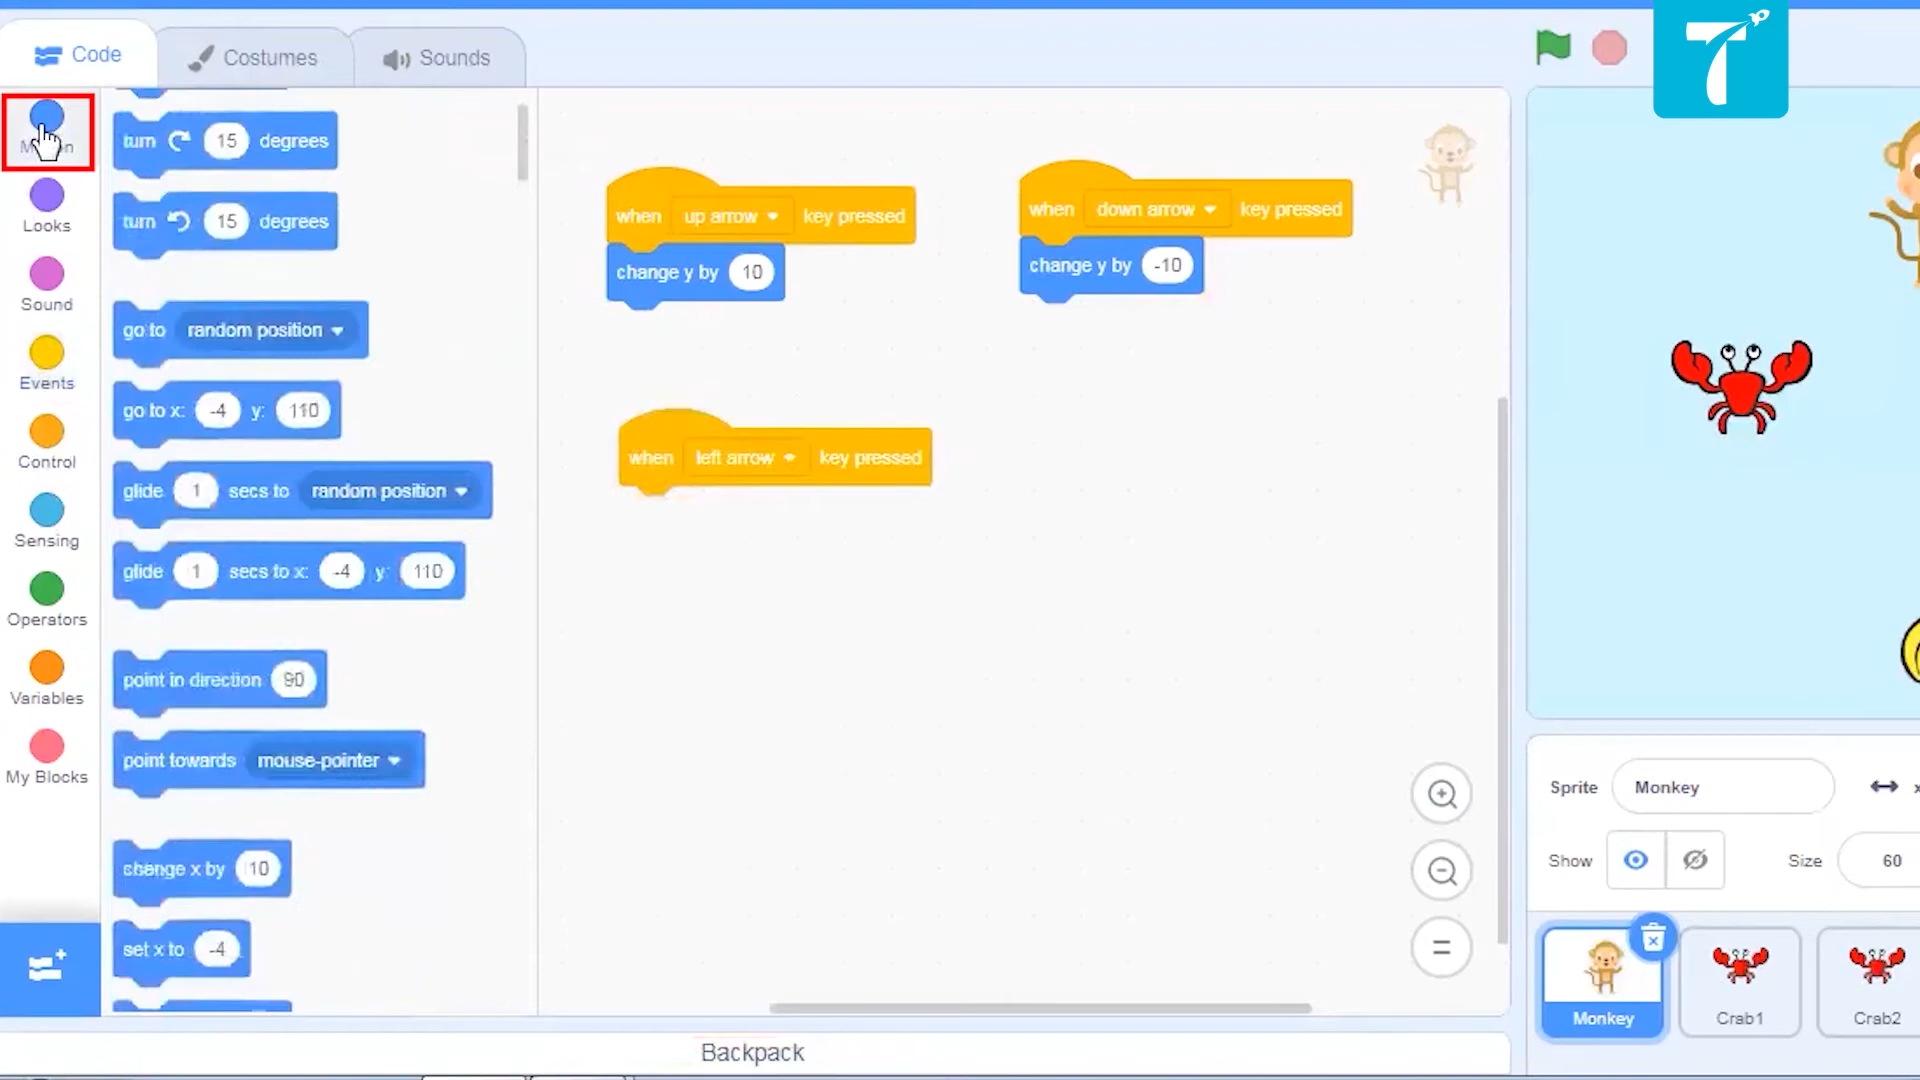 Code
Costumes
Sounds
Looks
Sound
Events
Control
Sensing
Operators
Variables
My Blocks
turn 15 degrees
turn 15 degrees
go to random position
go to x: -4 y: 110
glide 1 secs to random position
glide 1 secs to x: -4 y: 110
point in direction 90
point towards mouse-pointer
change x by 10
set x to -4
when up arrow key pressed
change y by 10
when down arrow key pressed
change y by -10
when left arrow key pressed
Backpack
Sprite Monkey x
Show Size 60
Monkey
Crab1
Crab2